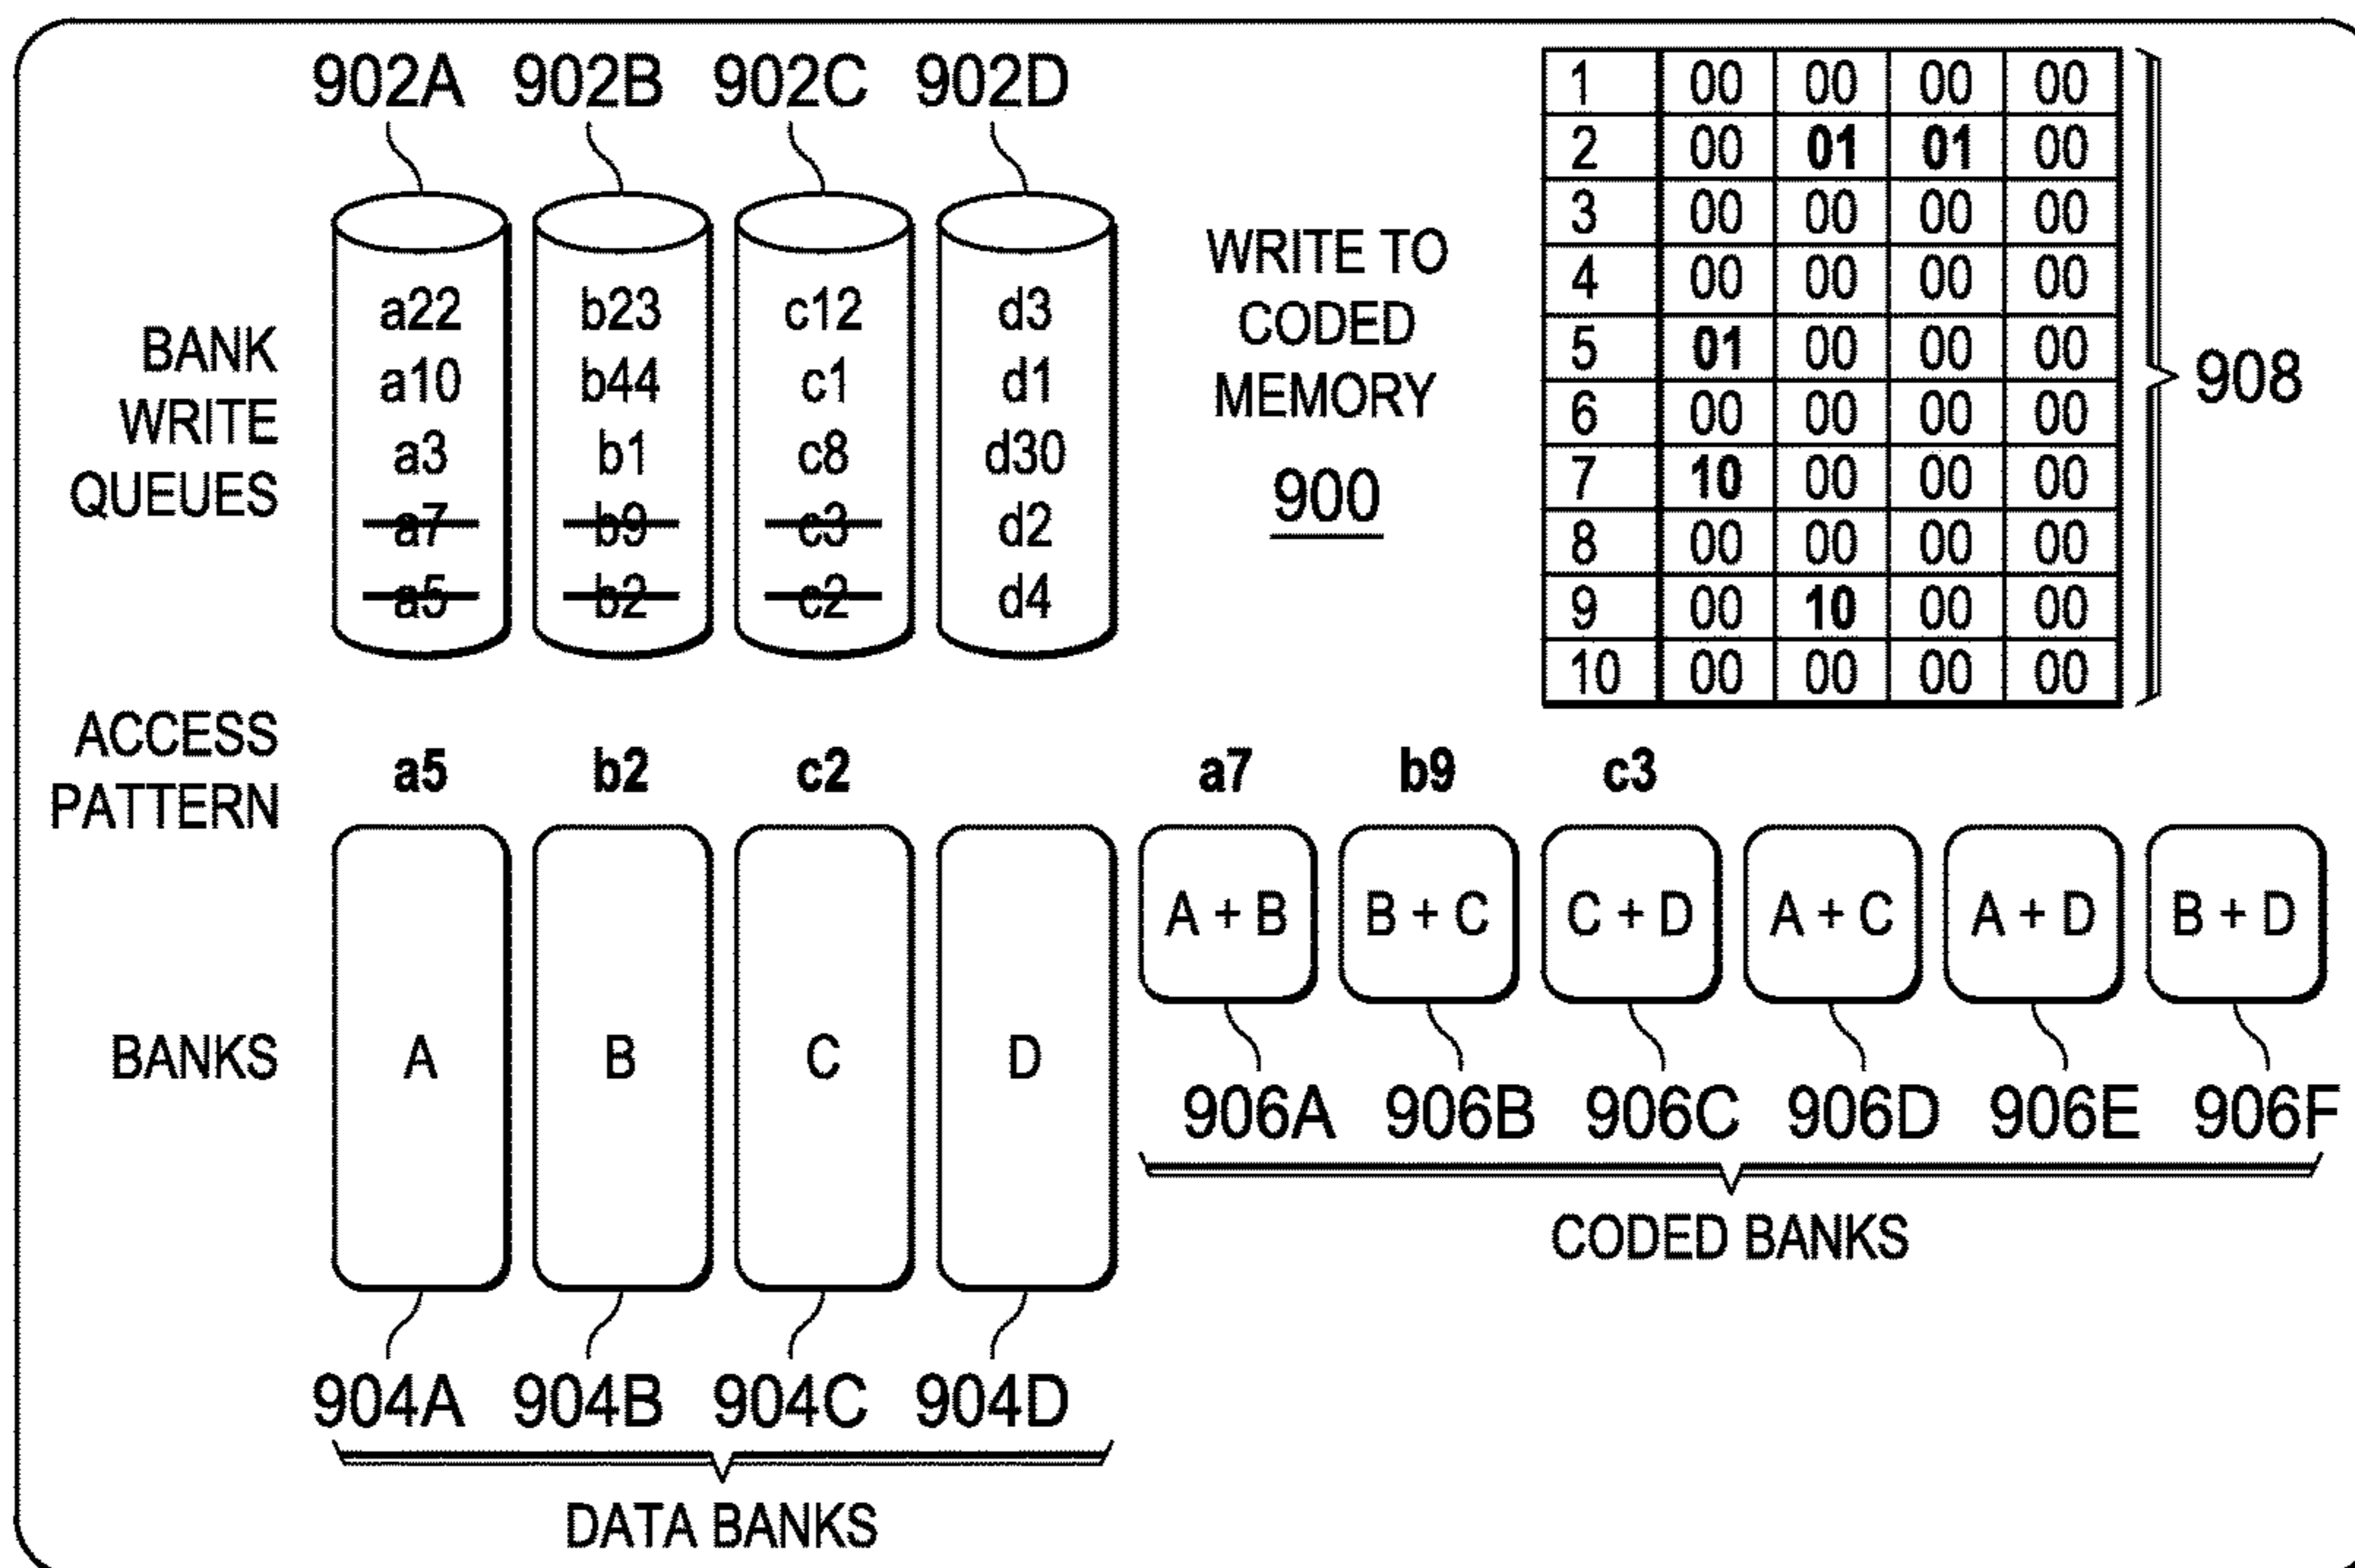 902A 902B 902C 902D
BANK
WRITE
QUEUES
a22 b23 c12 d3
a10 b44 c1 d1
a3 b1 c8 d30
a7 b9 c3 d2
a5 b2 c2 d4
WRITE TO
CODED
MEMORY
900
1 00 00 00 00
2 00 01 01 00
3 00 00 00 00
4 00 00 00 00
5 01 00 00 00
6 00 00 00 00
7 10 00 00 00
8 00 00 00 00
9 00 10 00 00
10 00 00 00 00
908
ACCESS
PATTERN
a5 b2 c2 a7 b9 c3
BANKS
A B C D
A + B B + C C + D A + C A + D B + D
906A 906B 906C 906D 906E 906F
CODED BANKS
904A 904B 904C 904D
DATA BANKS